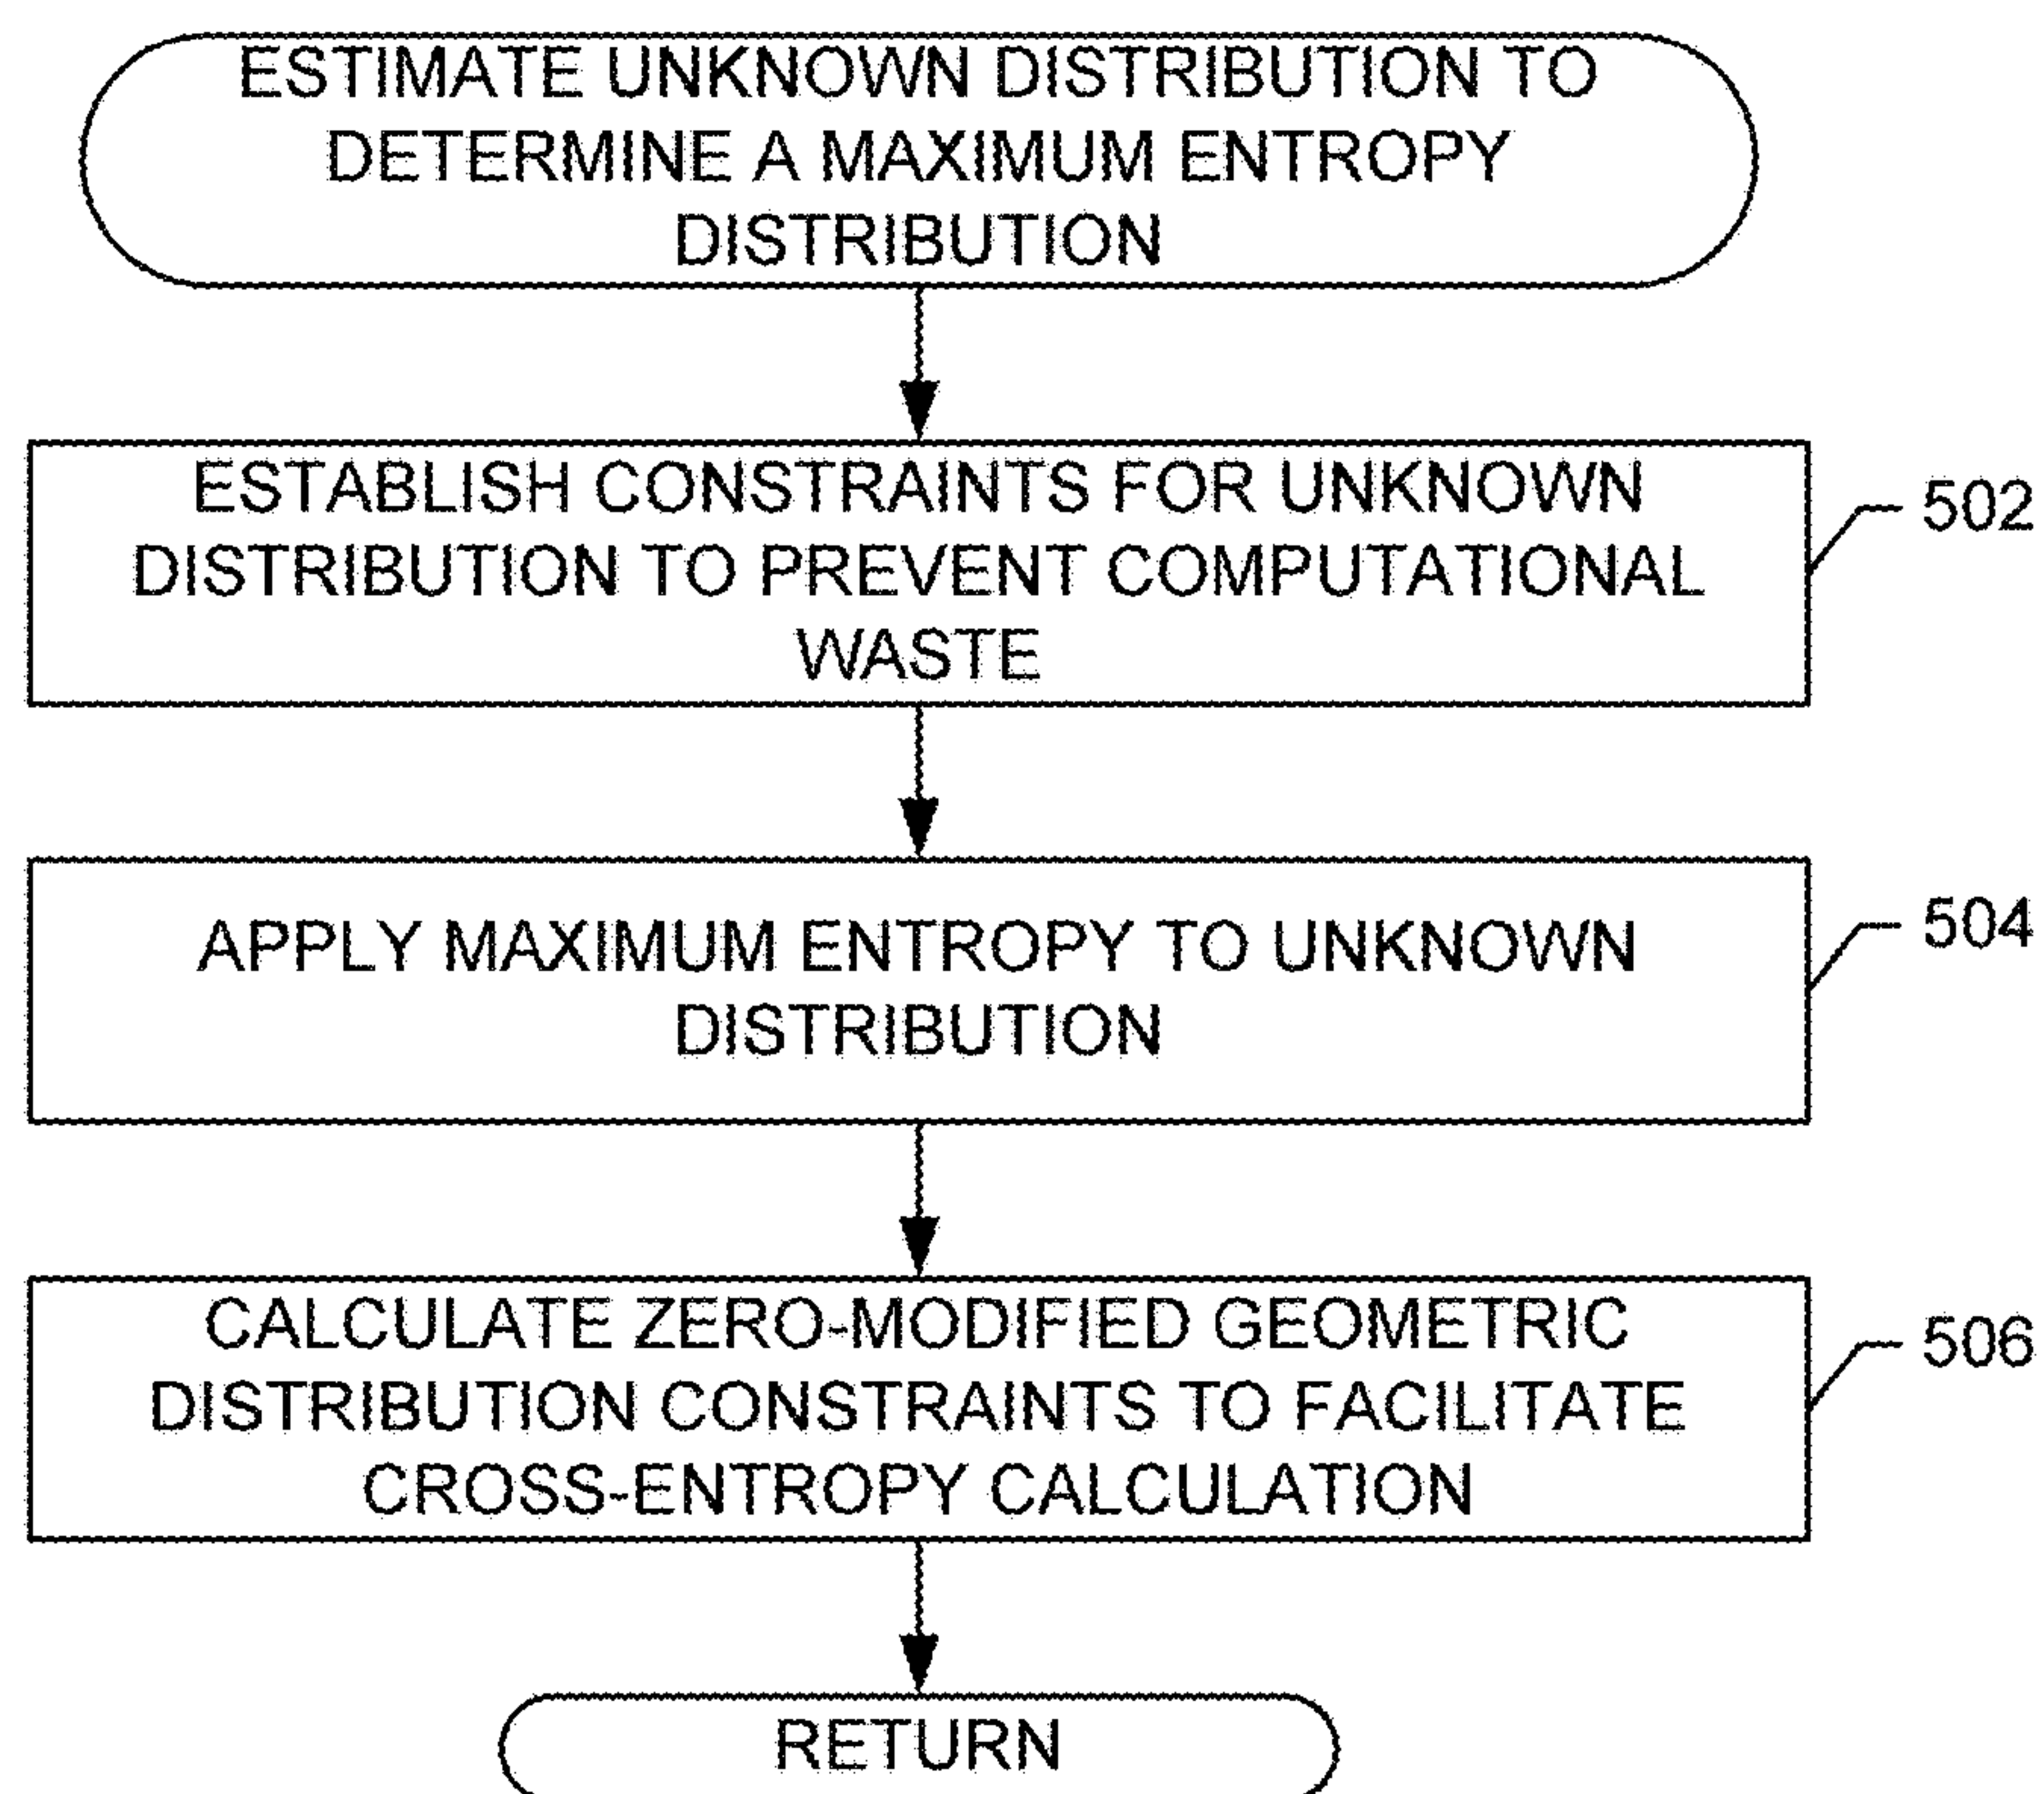 ESTIMATE UNKNOWN DISTRIBUTION TO
DETERMINE A MAXIMUM ENTROPY
DISTRIBUTION
ESTABLISH CONSTRAINTS FOR UNKNOWN
DISTRIBUTION TO PREVENT COMPUTATIONAL
WASTE
502
APPLY MAXIMUM ENTROPY TO UNKNOWN
DISTRIBUTION
504
CALCULATE ZERO-MODIFIED GEOMETRIC
DISTRIBUTION CONSTRAINTS TO FACILITATE
CROSS-ENTROPY CALCULATION
506
RETURN